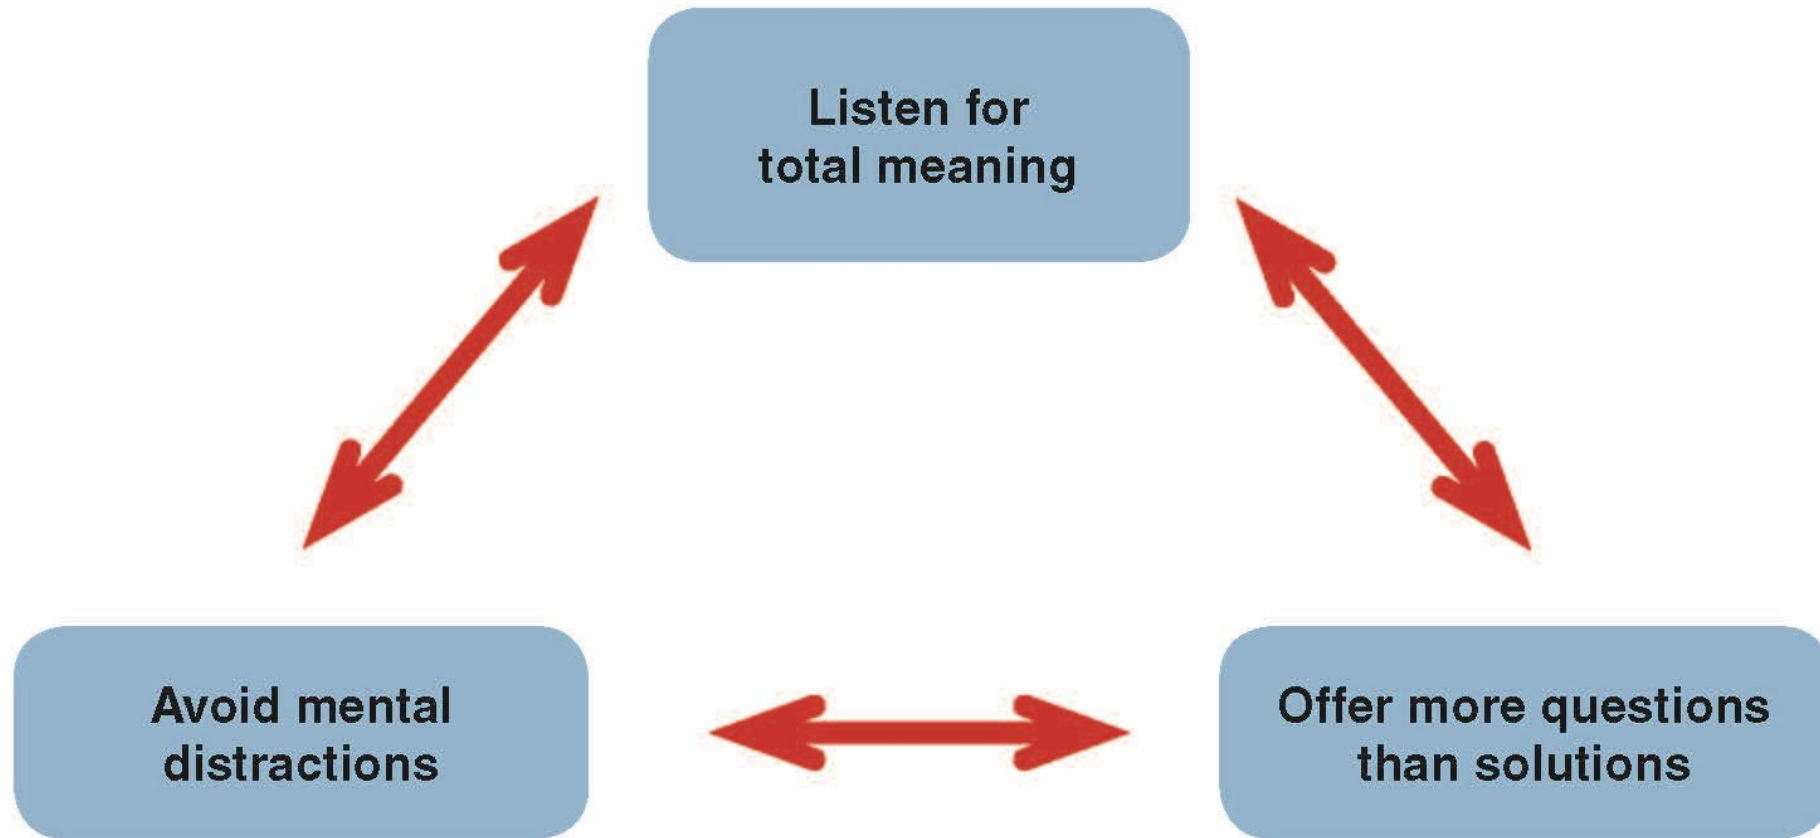 Listen for
total meaning
Avoid mental
distractions
Offer more questions
than solutions